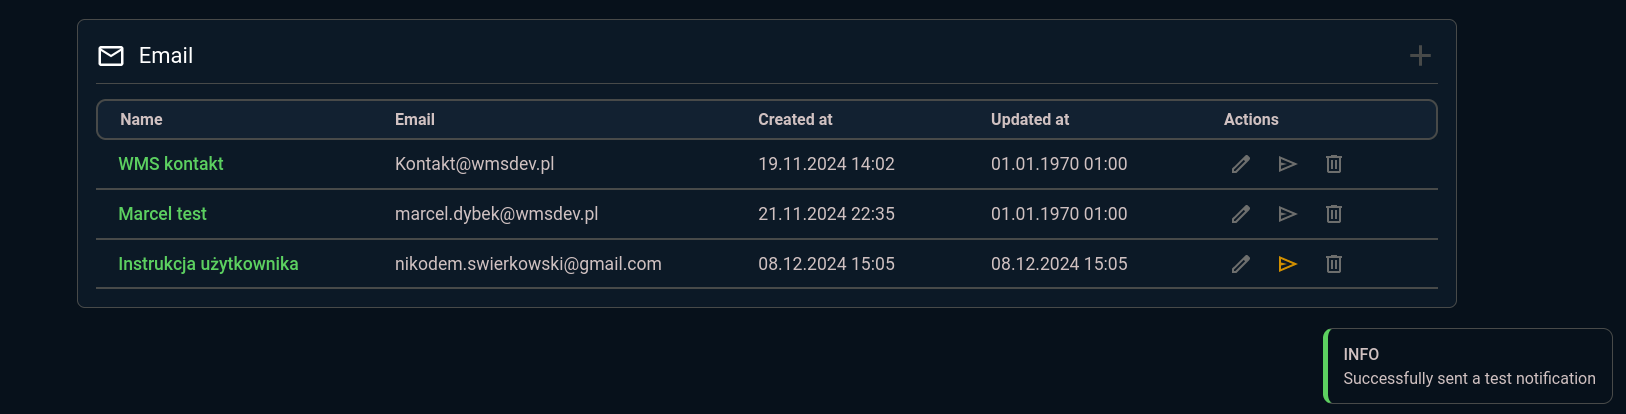 Email
Name Email Created at Updated at Actions
WMS kontakt Kontakt@wmsdev.pl 19.11.2024 14:02 01.01.1970 01:00
Marcel test marcel.dybek@wmsdev.pl 21.11.2024 22:35 01.01.1970 01:00
Instrukcja użytkownika nikodem.swierkowski@gmail.com 08.12.2024 15:05 08.12.2024 15:05
INFO
Successfully sent a test notification